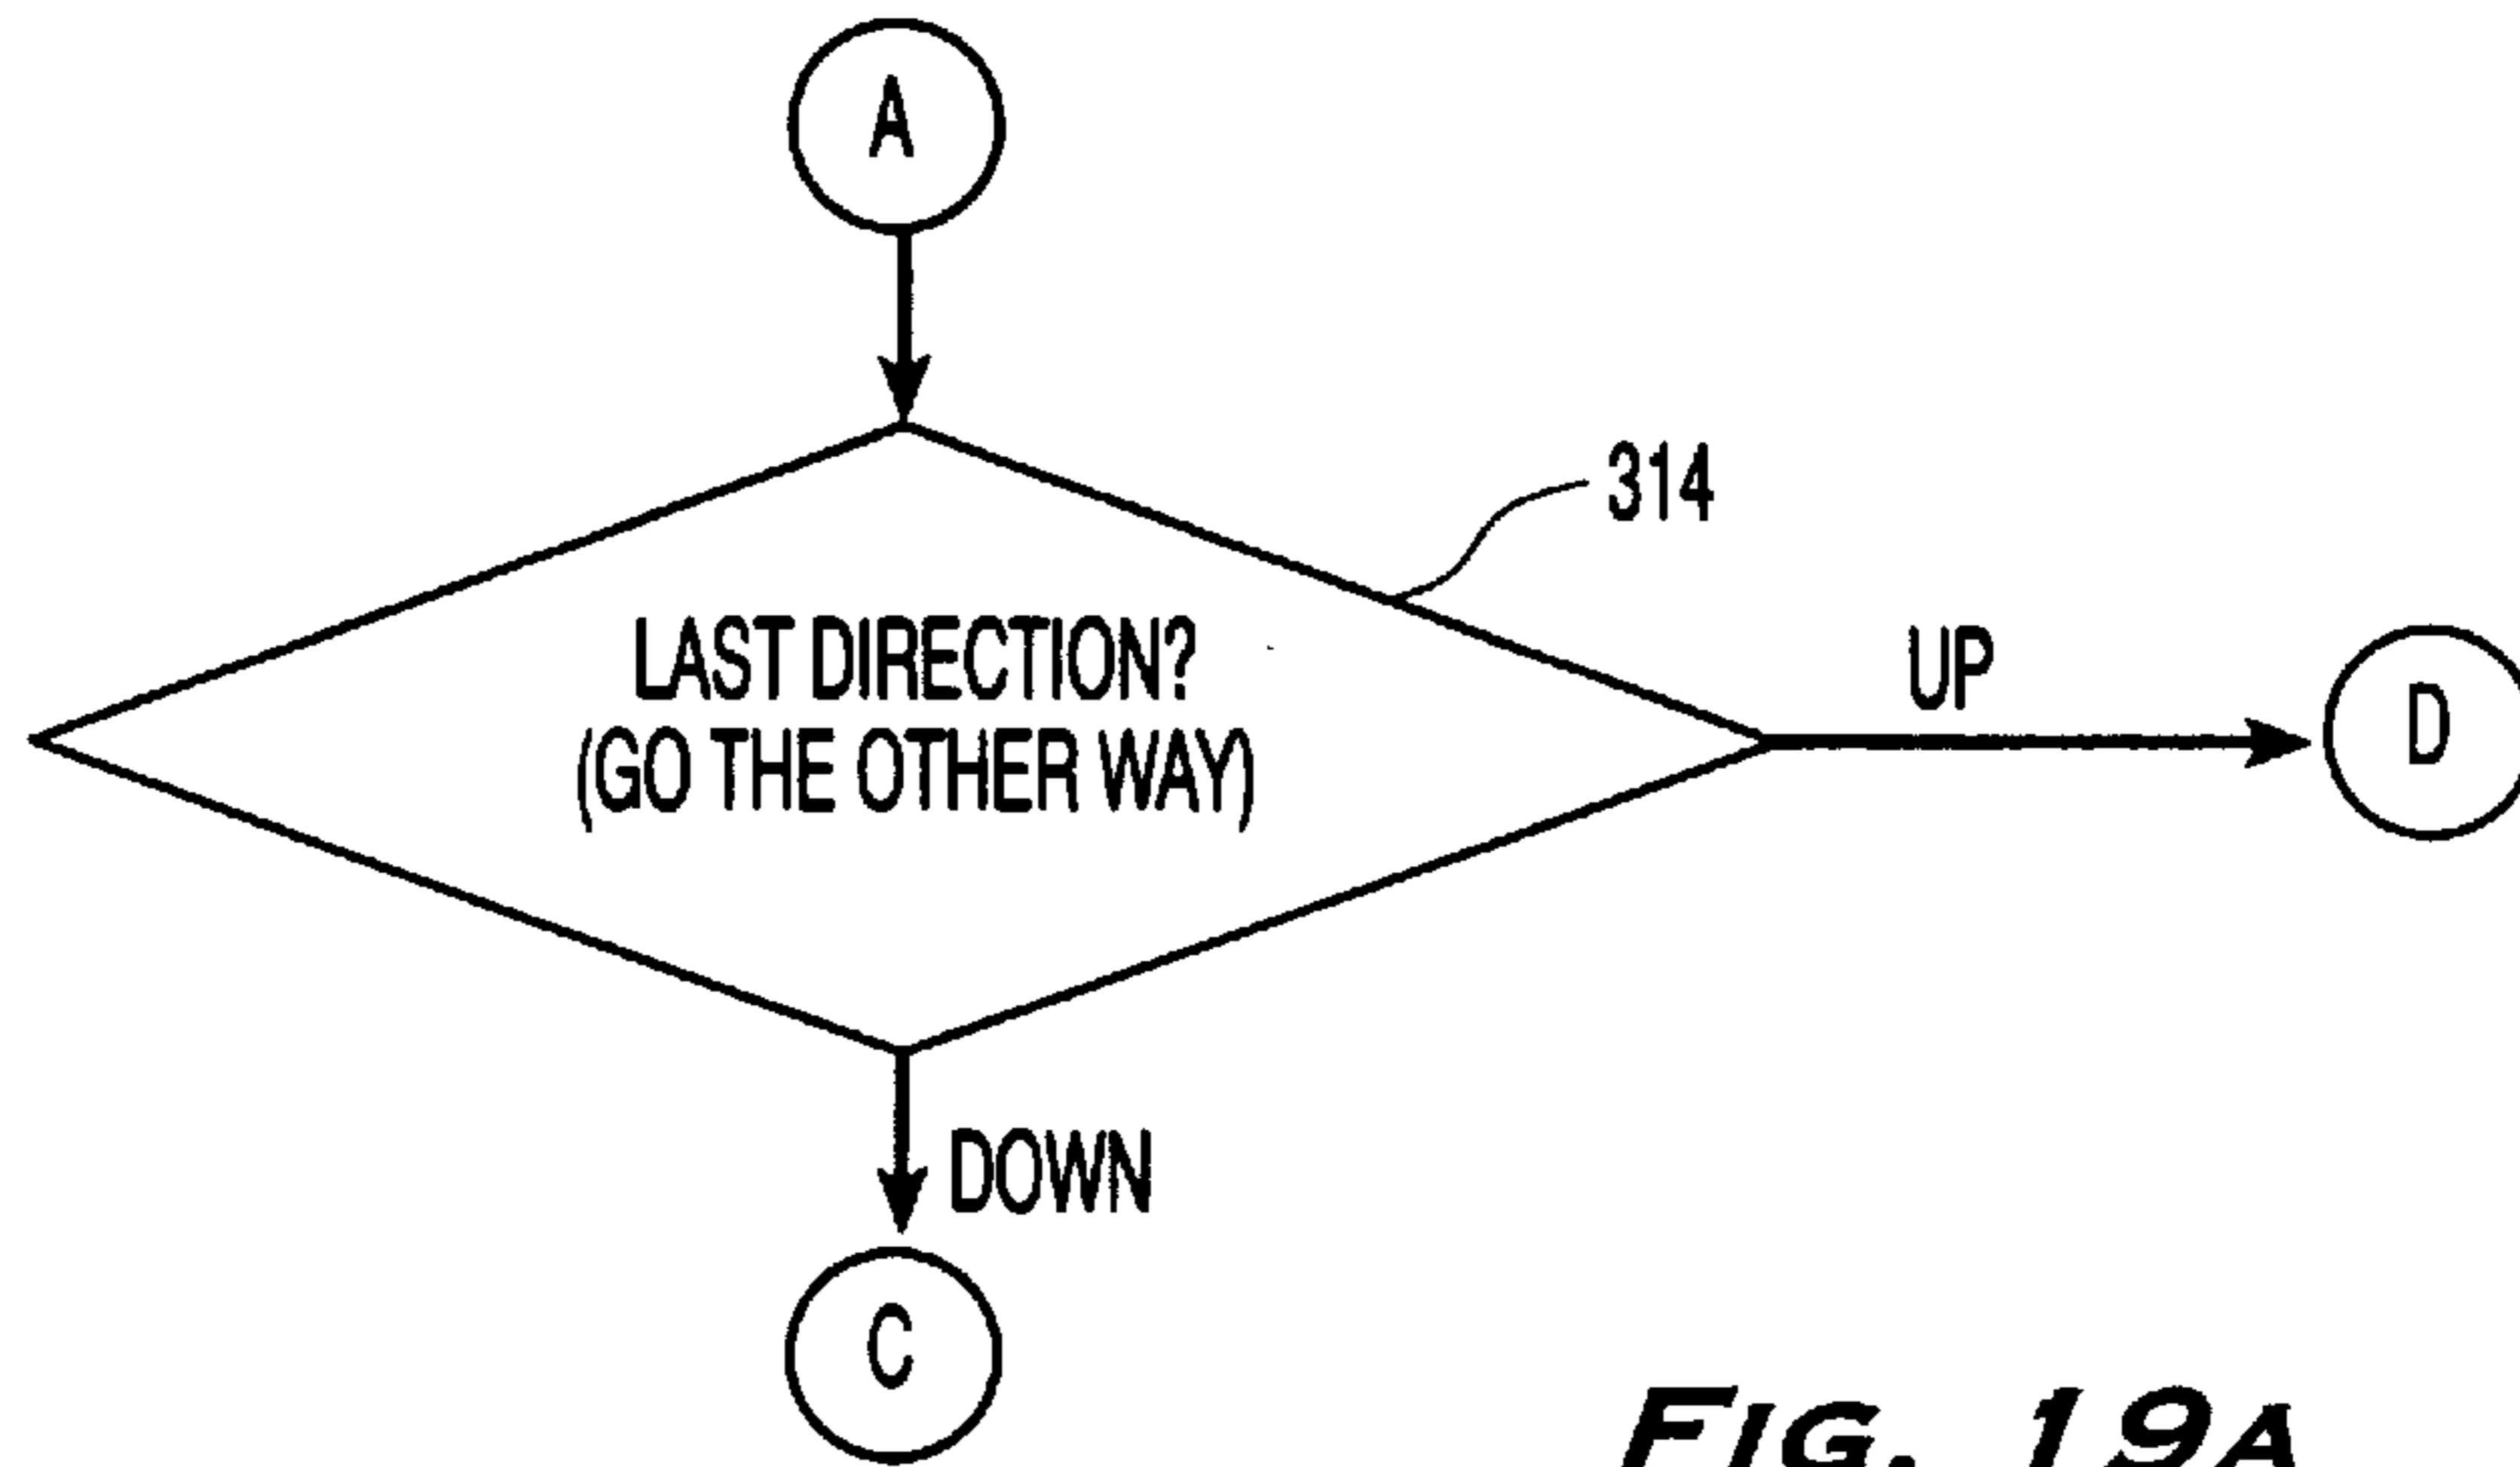 A
314
LAST DIRECTION?
(GO THE OTHER WAY)
UP
D
DOWN
C
FIG. 19A